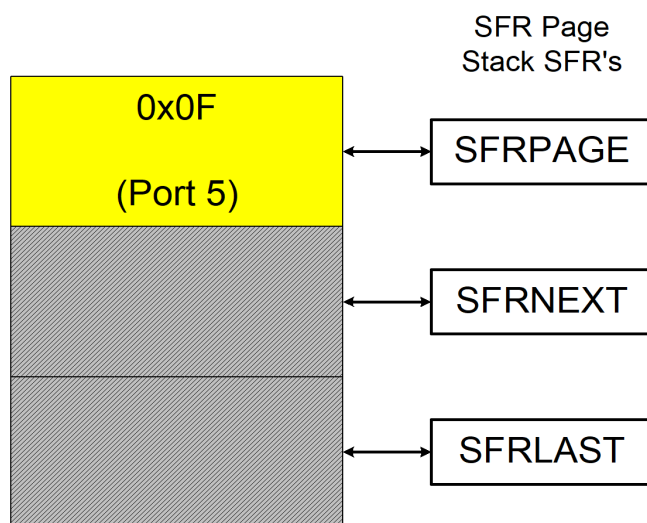 SFR Page
Stack SFR's
0x0F
(Port 5)
SFRPAGE
SFRNEXT
SFRLAST